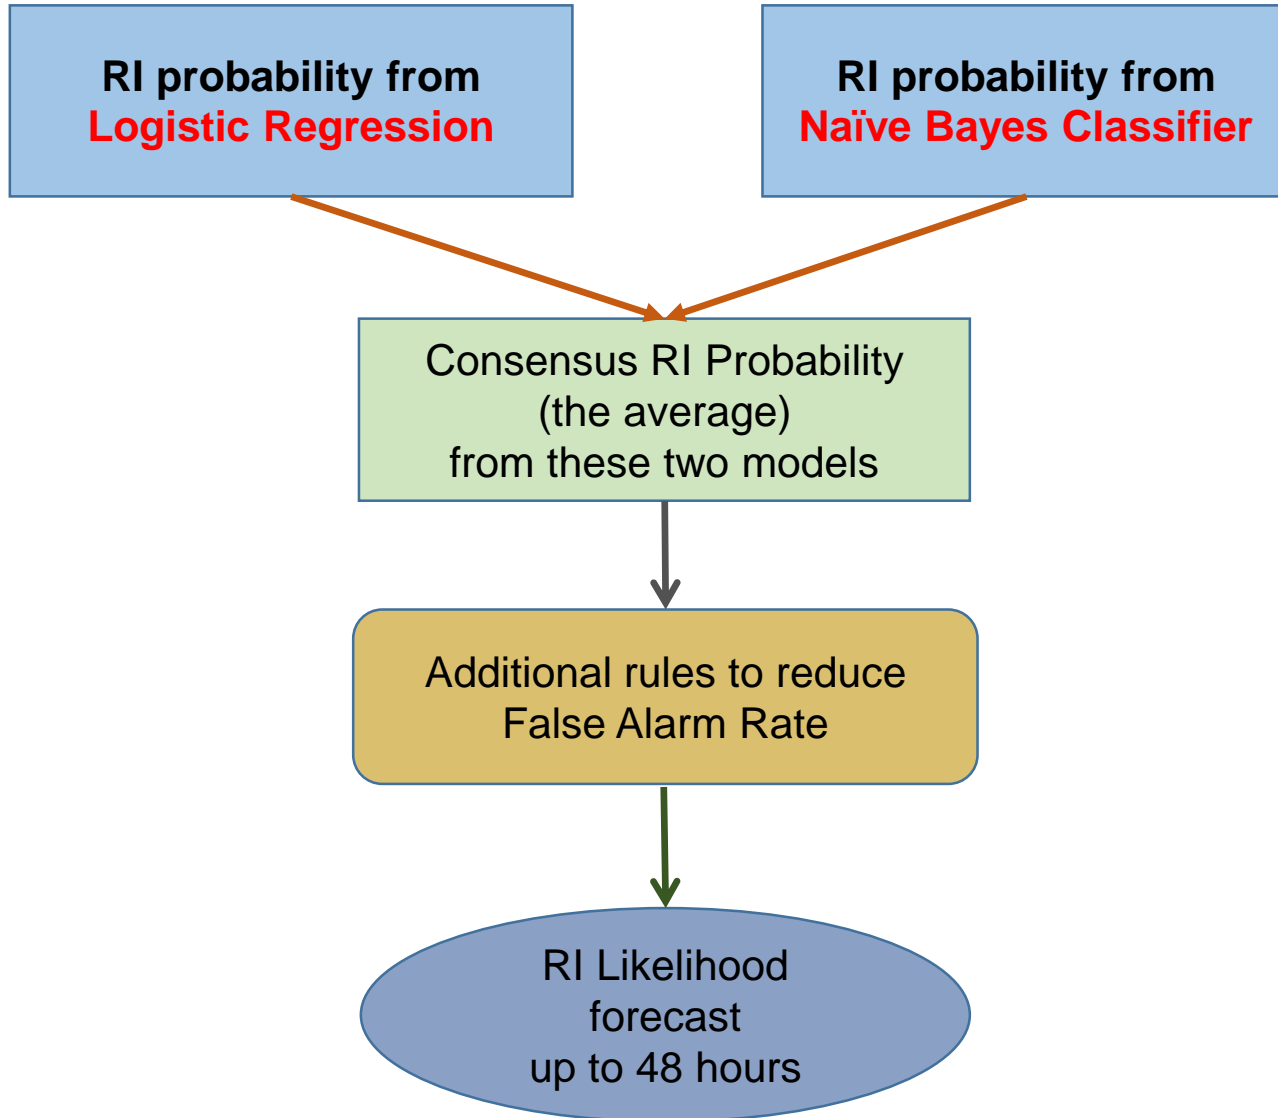 RI probability from
Logistic Regression
RI probability from
Naïve Bayes Classifier
Consensus RI Probability
(the average)
from these two models
Additional rules to reduce
False Alarm Rate
RI Likelihood
forecast
up to 48 hours